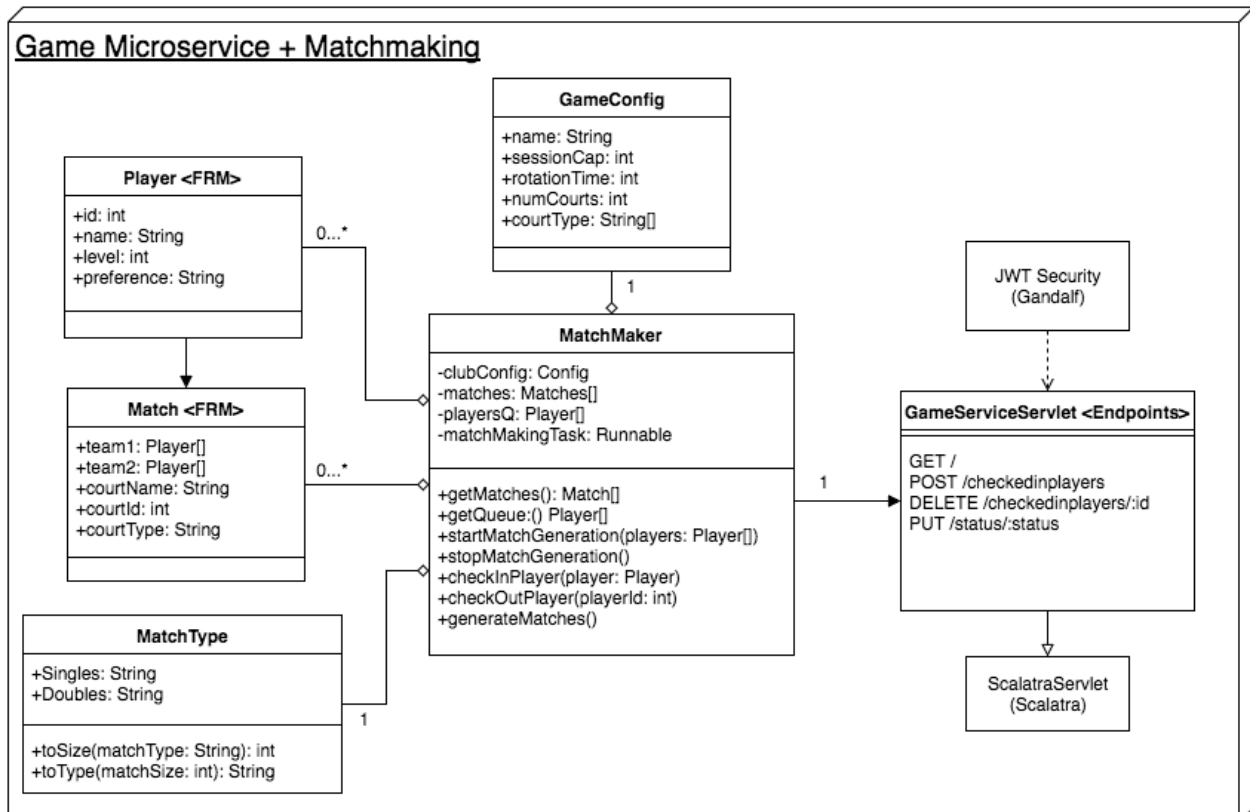 Game Microservice + Matchmaking
GameConfig
+name: String
+sessionCap: int
+rotationTime: int
+numCourts: int
+courtType: String[]
1
Player <FRM>
+id: int
+name: String
+level: int
+preference: String
0...*
Match <FRM>
+team1: Player[]
+team2: Player[]
+courtName: String
+courtId: int
+courtType: String
0...*
MatchType
+Singles: String
+Doubles: String
+toSize(matchType: String): int
+toType(matchSize: int): String
1
MatchMaker
-clubConfig: Config
-matches: Matches[]
-playersQ: Player[]
-matchMakingTask: Runnable
+getMatches(): Match[]
+getQueue:() Player[]
+startMatchGeneration(players: Player[])
+stopMatchGeneration()
+checkInPlayer(player: Player)
+checkOutPlayer(playerId: int)
+generateMatches()
1
JWT Security
(Gandalf)
GameServiceServlet <Endpoints>
GET /
POST /checkedinplayers
DELETE /checkedinplayers/:id
PUT /status/:status
ScalatraServlet
(Scalatra)